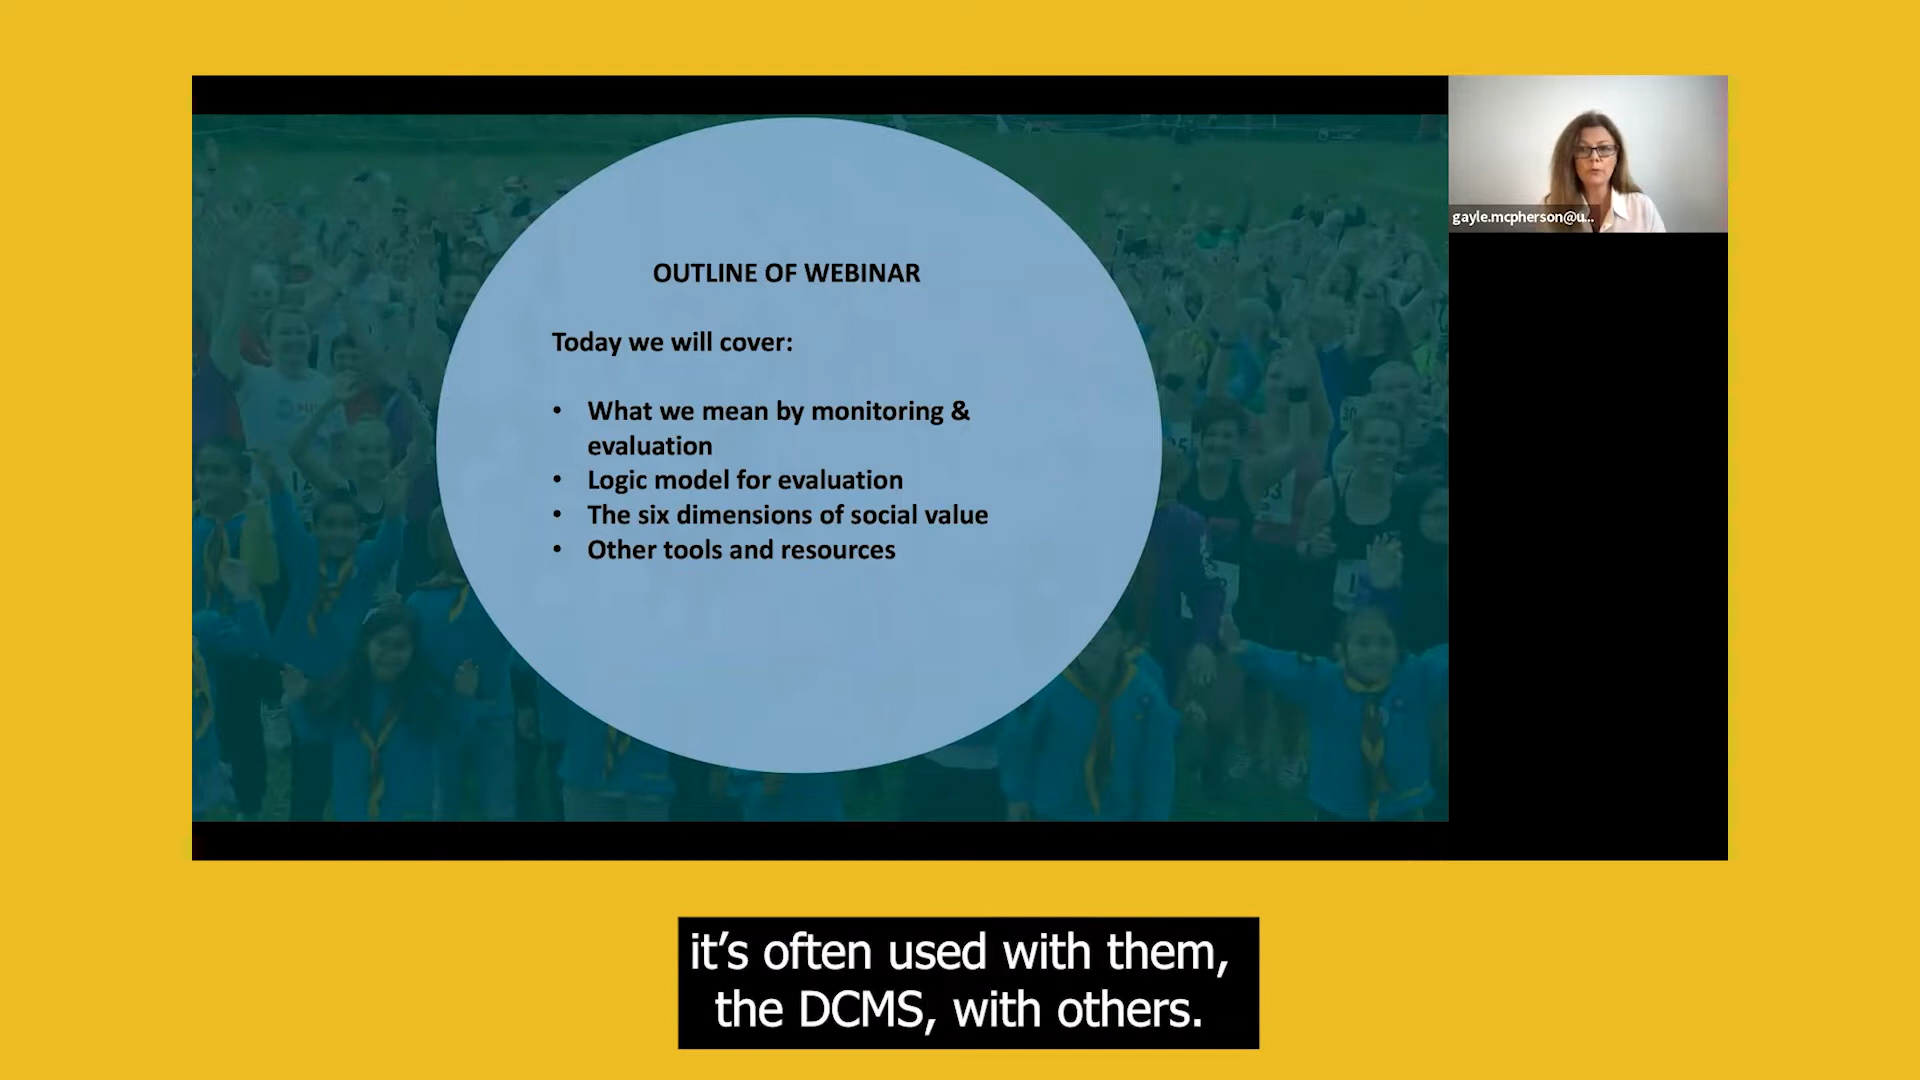 OUTLINE OF WEBINAR
Today we will cover:
• What we mean by monitoring &
evaluation
• Logic model for evaluation
• The six dimensions of social value
• Other tools and resources
gayle.mcpherson@u...
it’s often used with them,
the DCMS, with others.